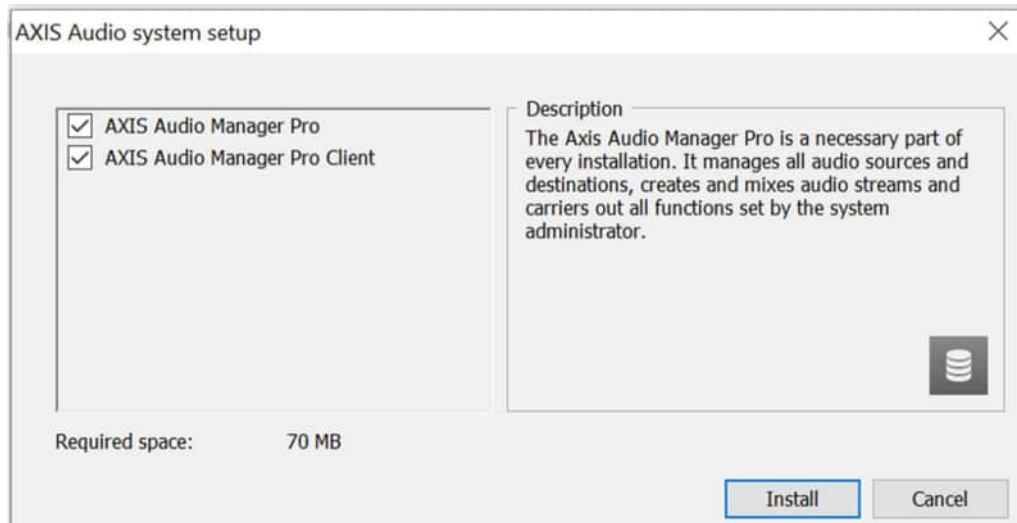 AXIS Audio system setup
AXIS Audio Manager Pro
AXIS Audio Manager Pro Client
Description
The Axis Audio Manager Pro is a necessary part of
every installation. It manages all audio sources and
destinations, creates and mixes audio streams and
carriers out all functions set by the system
administrator.
Required space: 70 MB
Install Cancel